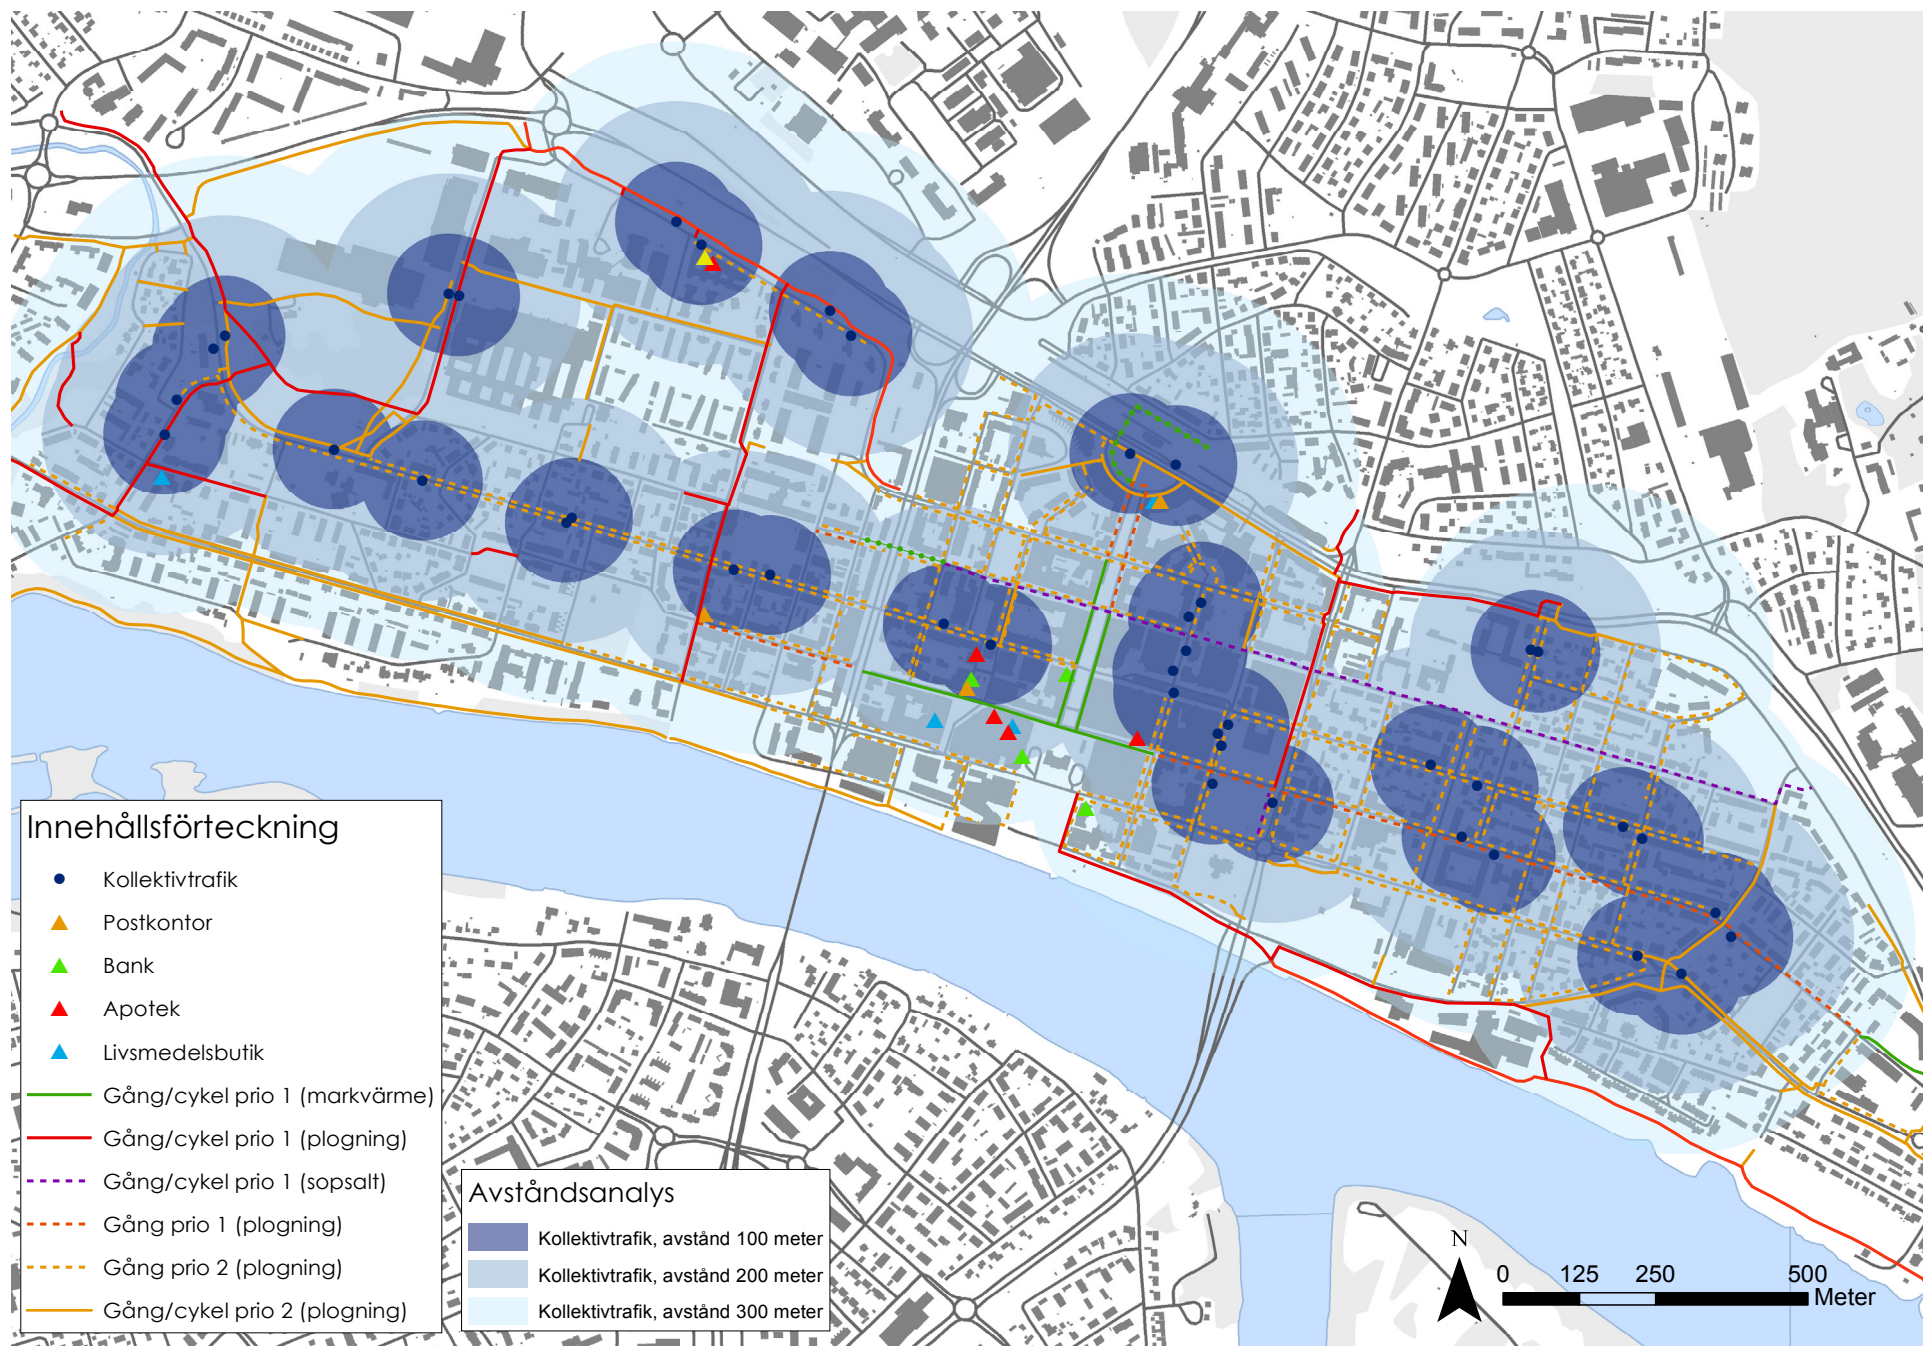 Innehållsförteckning
Kollektivtrafik
Postkontor
Bank
Apotek
Livsmedelsbutik
Gång/cykel prio 1 (markvärme)
Gång/cykel prio 1 (plogning)
Gång/cykel prio 1 (sopsalt)
Gång prio 1 (plogning)
Gång prio 2 (plogning)
Gång/cykel prio 2 (plogning)
Avståndsanalys
Kollektivtrafik, avstånd 100 meter
Kollektivtrafik, avstånd 200 meter
Kollektivtrafik, avstånd 300 meter
N
0 125 250 500
Meter